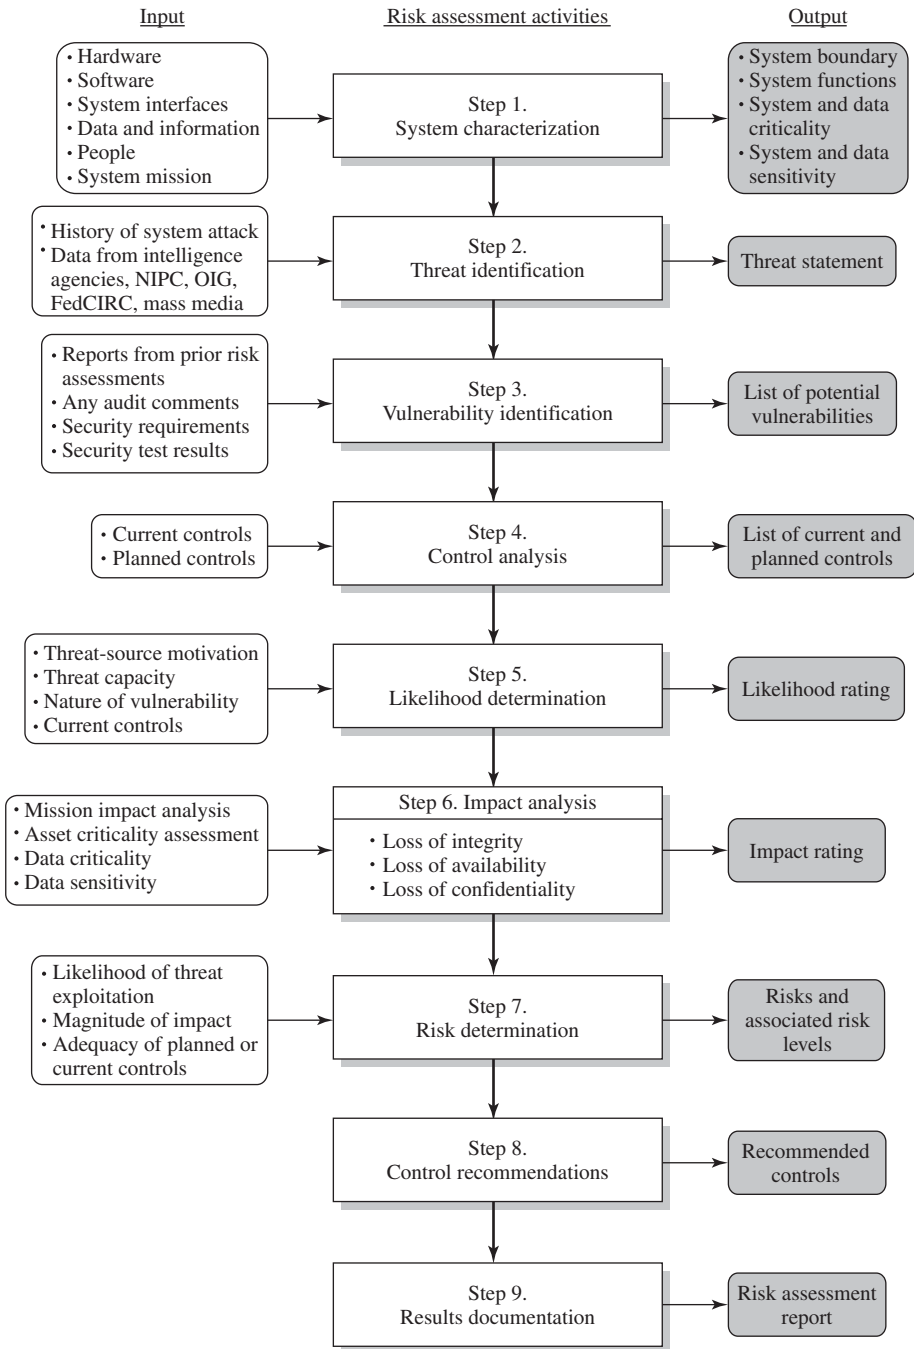 Input
Risk assessment activities
Output
• Hardware
• Software
• System interfaces
• Data and information
• People
• System mission
Step 1.
System characterization
• System boundary
• System functions
• System and data
criticality
• System and data
sensitivity
• History of system attack
• Data from intelligence
agencies, NIPC, OIG,
FedCIRC, mass media
Step 2.
Threat identification
Threat statement
• Reports from prior risk
assessments
• Any audit comments
• Security requirements
• Security test results
Step 3.
Vulnerability identification
List of potential
vulnerabilities
• Current controls
• Planned controls
Step 4.
Control analysis
List of current and
planned controls
• Threat-source motivation
• Threat capacity
• Nature of vulnerability
• Current controls
Step 5.
Likelihood determination
Likelihood rating
• Mission impact analysis
• Asset criticality assessment
• Data criticality
• Data sensitivity
Step 6. Impact analysis
• Loss of integrity
• Loss of availability
• Loss of confidentiality
Impact rating
• Likelihood of threat
exploitation
• Magnitude of impact
• Adequacy of planned or
current controls
Step 7.
Risk determination
Risks and
associated risk
levels
Step 8.
Control recommendations
Recommended
controls
Step 9.
Results documentation
Risk assessment
report